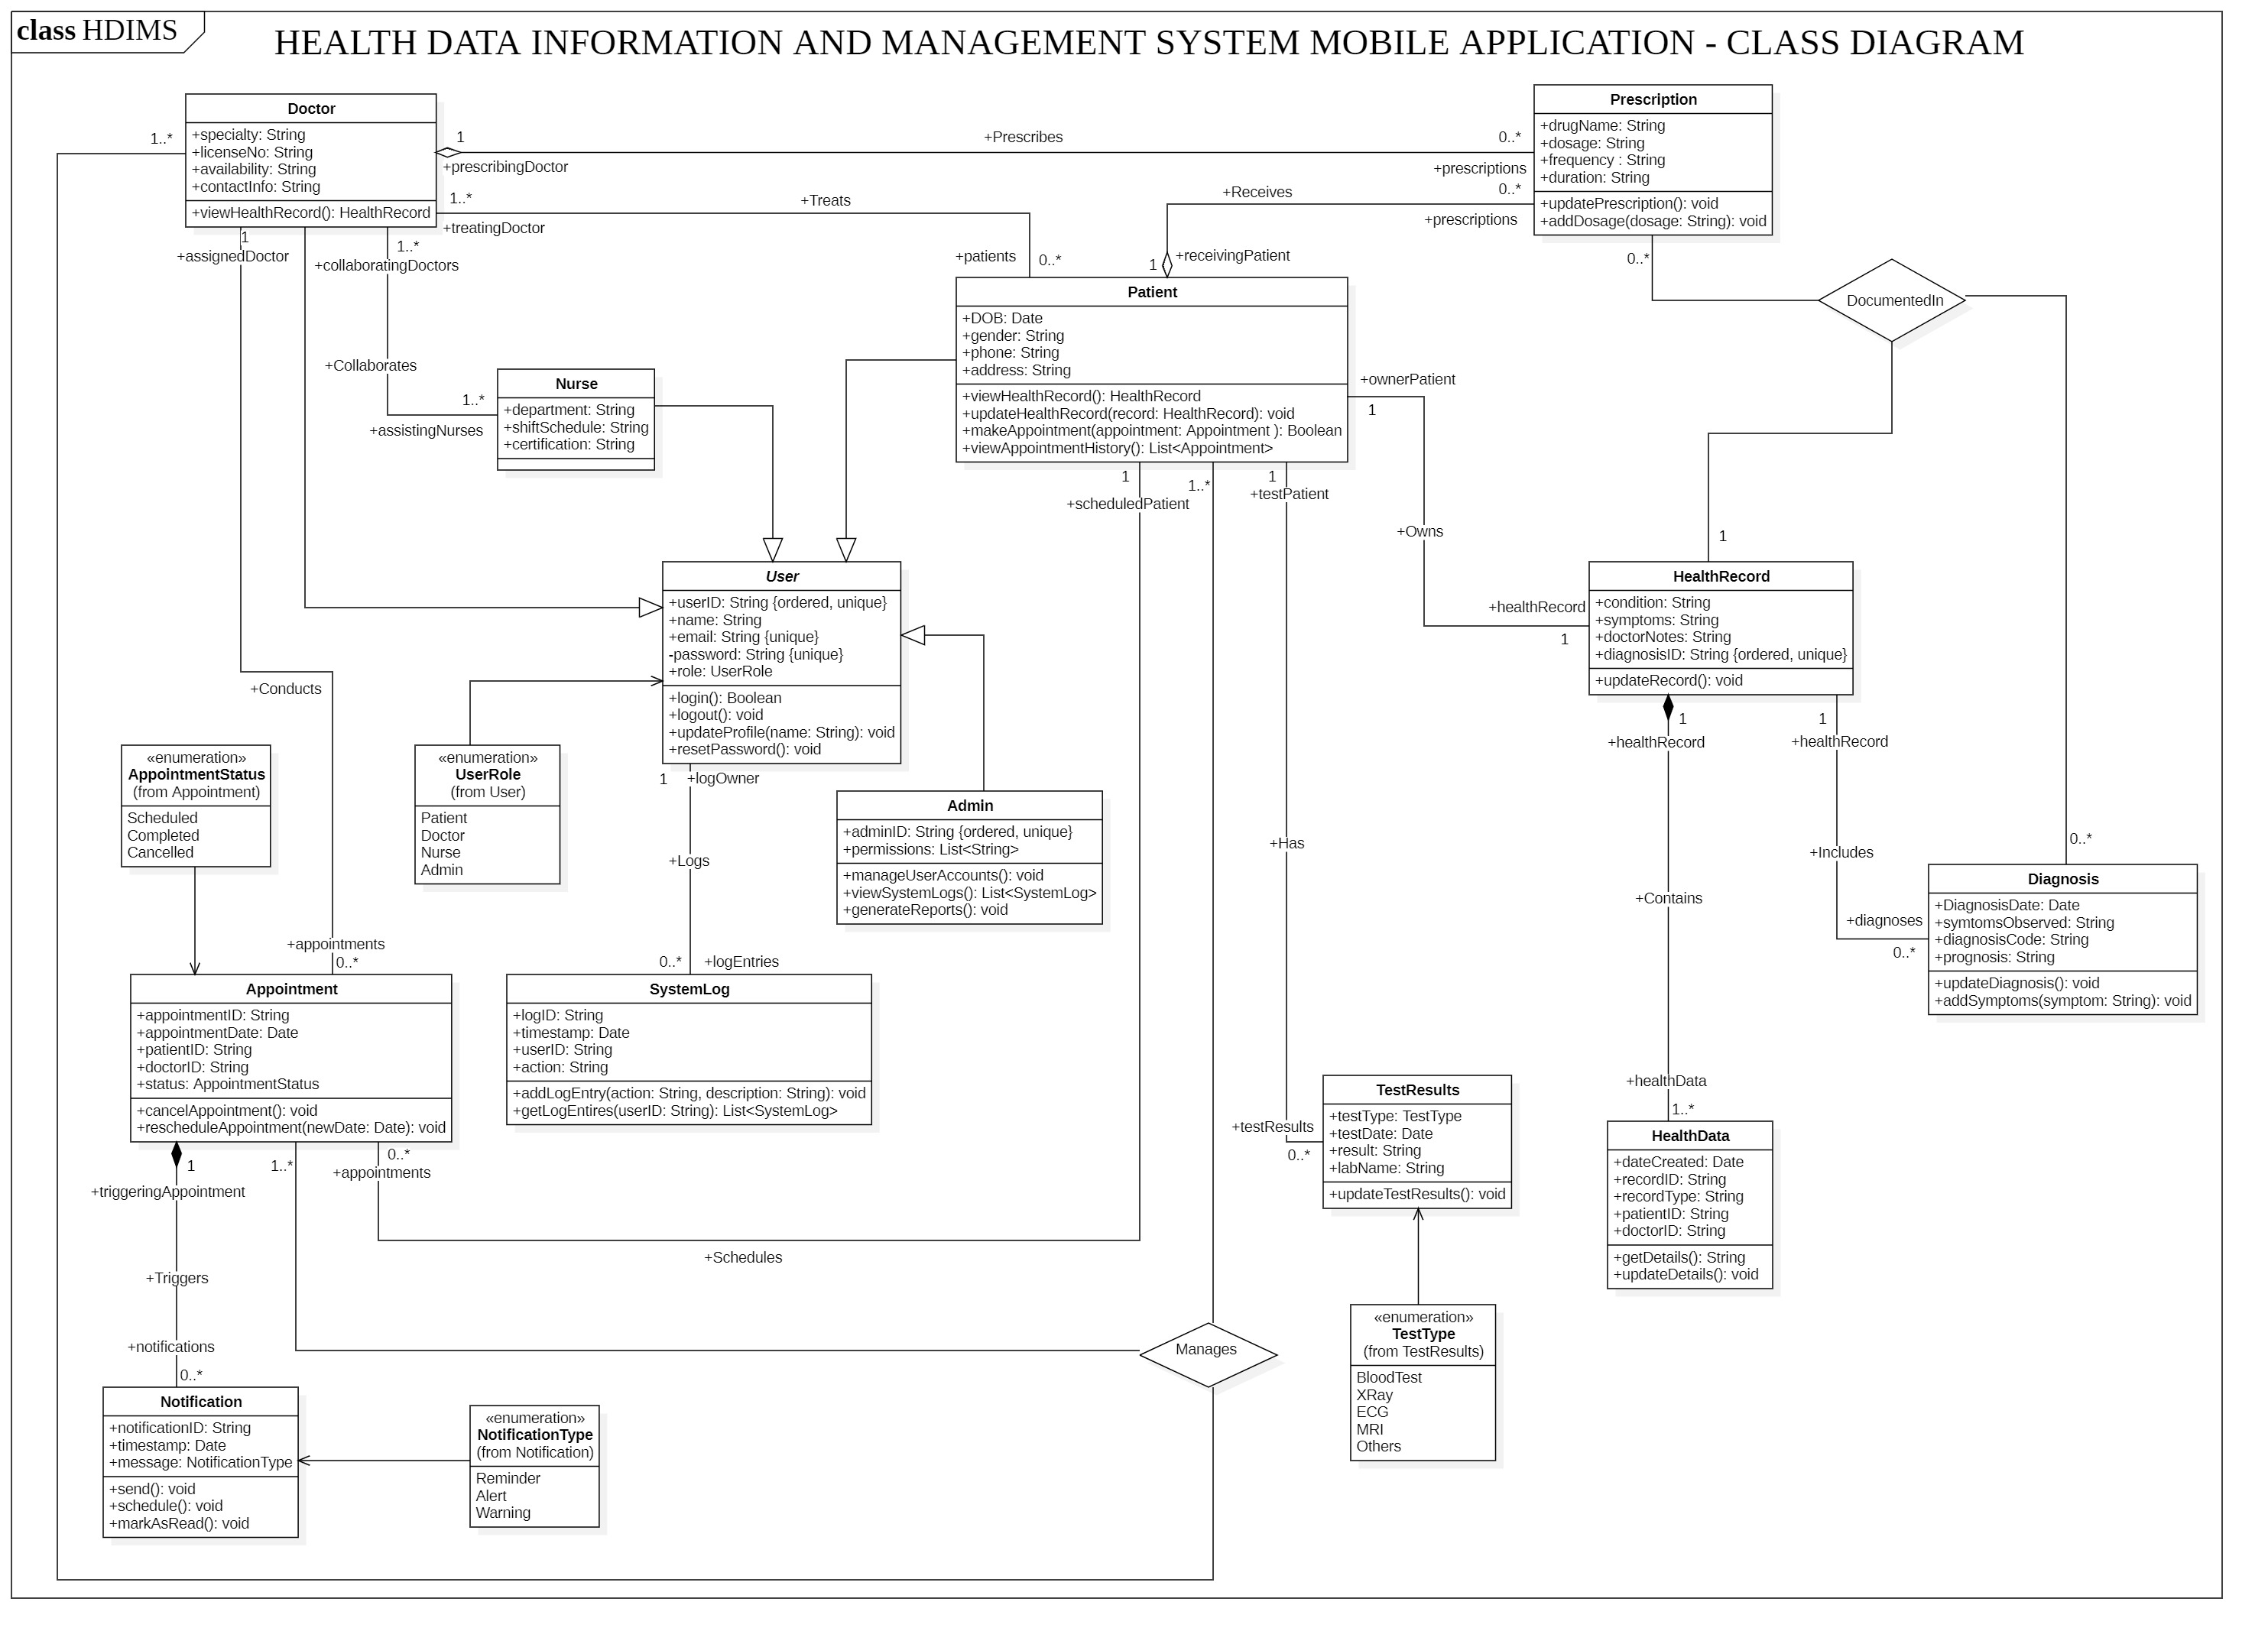 class HDIMS
HEALTH DATA INFORMATION AND MANAGEMENT SYSTEM MOBILE APPLICATION - CLASS DIAGRAM
Doctor
+specialty: String
+licenseNo: String
+availability: String
+contactInfo: String
+viewHealthRecord(): HealthRecord
1..*
1
+prescribingDoctor
+Prescribes
0..*
+prescriptions
1..*
+treatingDoctor
+Treats
+patients
0..*
+Receives
0..*
+prescriptions
1
+receivingPatient
Prescription
+drugName: String
+dosage: String
+frequency : String
+duration: String
+updatePrescription(): void
+addDosage(dosage: String): void
0..*
DocumentedIn
1
+assignedDoctor
1..*
+collaboratingDoctors
+Collaborates
1..*
+assistingNurses
Nurse
+department: String
+shiftSchedule: String
+certification: String
Patient
+DOB: Date
+gender: String
+phone: String
+address: String
+viewHealthRecord(): HealthRecord
+updateHealthRecord(record: HealthRecord): void
+makeAppointment(appointment: Appointment ): Boolean
+viewAppointmentHistory(): List<Appointment>
+ownerPatient
1
1
+scheduledPatient
1..*
1
+testPatient
+Owns
+healthRecord
1
1
User
+userID: String {ordered, unique}
+name: String
+email: String {unique}
-password: String {unique}
+role: UserRole
+login(): Boolean
+logout(): void
+updateProfile(name: String): void
+resetPassword(): void
HealthRecord
+condition: String
+symptoms: String
+doctorNotes: String
+diagnosisID: String {ordered, unique}
+updateRecord(): void
1
+healthRecord
1
+healthRecord
+Conducts
«enumeration»
AppointmentStatus
(from Appointment)
Scheduled
Completed
Cancelled
«enumeration»
UserRole
(from User)
Patient
Doctor
Nurse
Admin
1
+logOwner
+Logs
0..*
+logEntries
Admin
+adminID: String {ordered, unique}
+permissions: List<String>
+manageUserAccounts(): void
+viewSystemLogs(): List<SystemLog>
+generateReports(): void
+Has
+Contains
+Includes
0..*
+diagnoses
0..*
Diagnosis
+DiagnosisDate: Date
+symtomsObserved: String
+diagnosisCode: String
+prognosis: String
+updateDiagnosis(): void
+addSymptoms(symptom: String): void
+appointments
0..*
Appointment
+appointmentID: String
+appointmentDate: Date
+patientID: String
+doctorID: String
+status: AppointmentStatus
+cancelAppointment(): void
+rescheduleAppointment(newDate: Date): void
SystemLog
+logID: String
+timestamp: Date
+userID: String
+action: String
+addLogEntry(action: String, description: String): void
+getLogEntires(userID: String): List<SystemLog>
+testResults
0..*
TestResults
+testType: TestType
+testDate: Date
+result: String
+labName: String
+updateTestResults(): void
+healthData
1..*
HealthData
+dateCreated: Date
+recordID: String
+recordType: String
+patientID: String
+doctorID: String
+getDetails(): String
+updateDetails(): void
1
+triggeringAppointment
1..*
0..*
+appointments
+Schedules
+Triggers
+notifications
0..*
Manages
«enumeration»
TestType
(from TestResults)
BloodTest
XRay
ECG
MRI
Others
Notification
+notificationID: String
+timestamp: Date
+message: NotificationType
+send(): void
+schedule(): void
+markAsRead(): void
«enumeration»
NotificationType
(from Notification)
Reminder
Alert
Warning